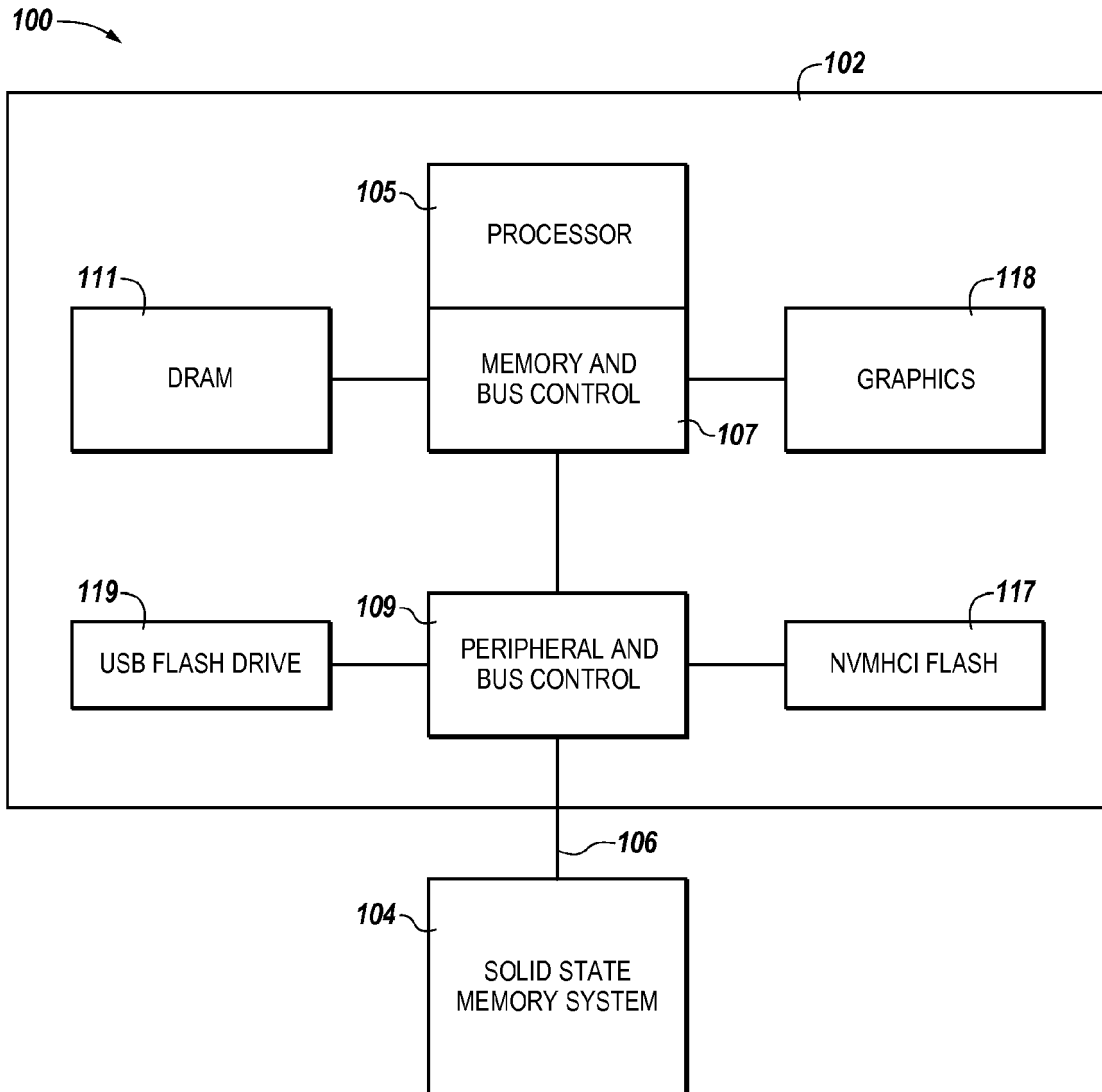 100
102
105
PROCESSOR
111
118
DRAM
MEMORY AND
BUS CONTROL
GRAPHICS
107
119
109
117
USB FLASH DRIVE
PERIPHERAL AND
BUS CONTROL
NVMHCI FLASH
106
104
SOLID STATE
MEMORY SYSTEM